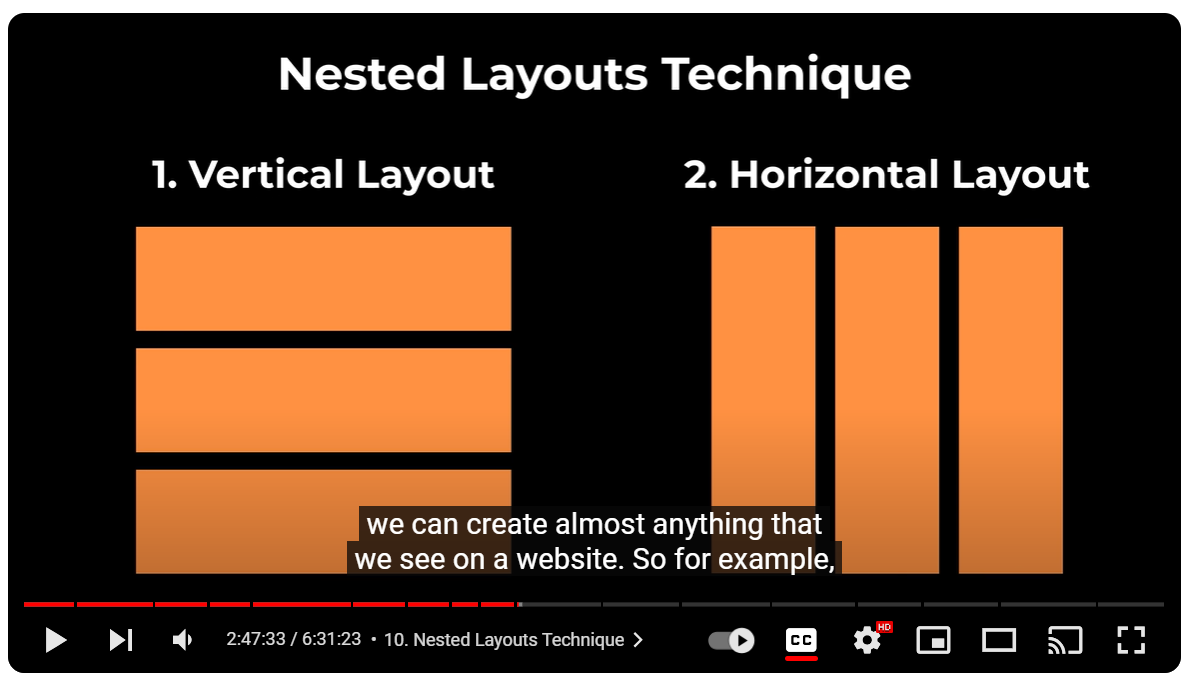 Nested Layouts Technique
1. Vertical Layout
2. Horizontal Layout
we can create almost anything that
we see on a website. So for example,
2:47:33 / 6:31:23 • 10. Nested Layouts Technique
CC
HD